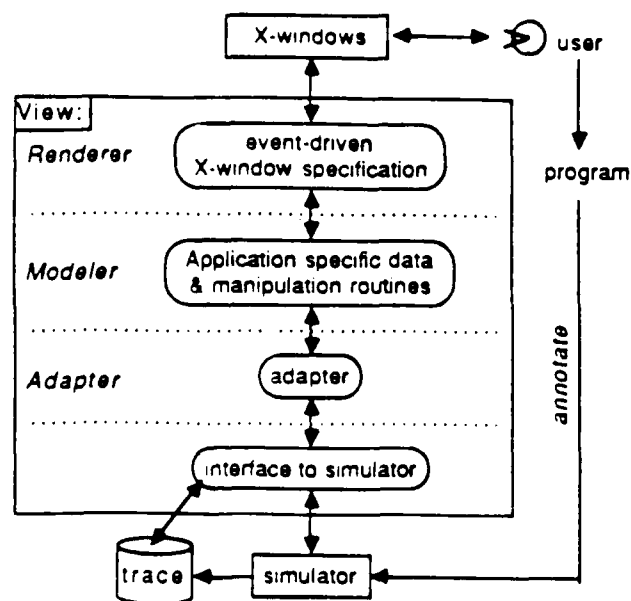 X-windows
user
View:
Renderer
event-driven
X-window specification
program
Modeler
Application specific data
& manipulation routines
Adapter
adapter
annotate
interface to simulator
trace
simulator